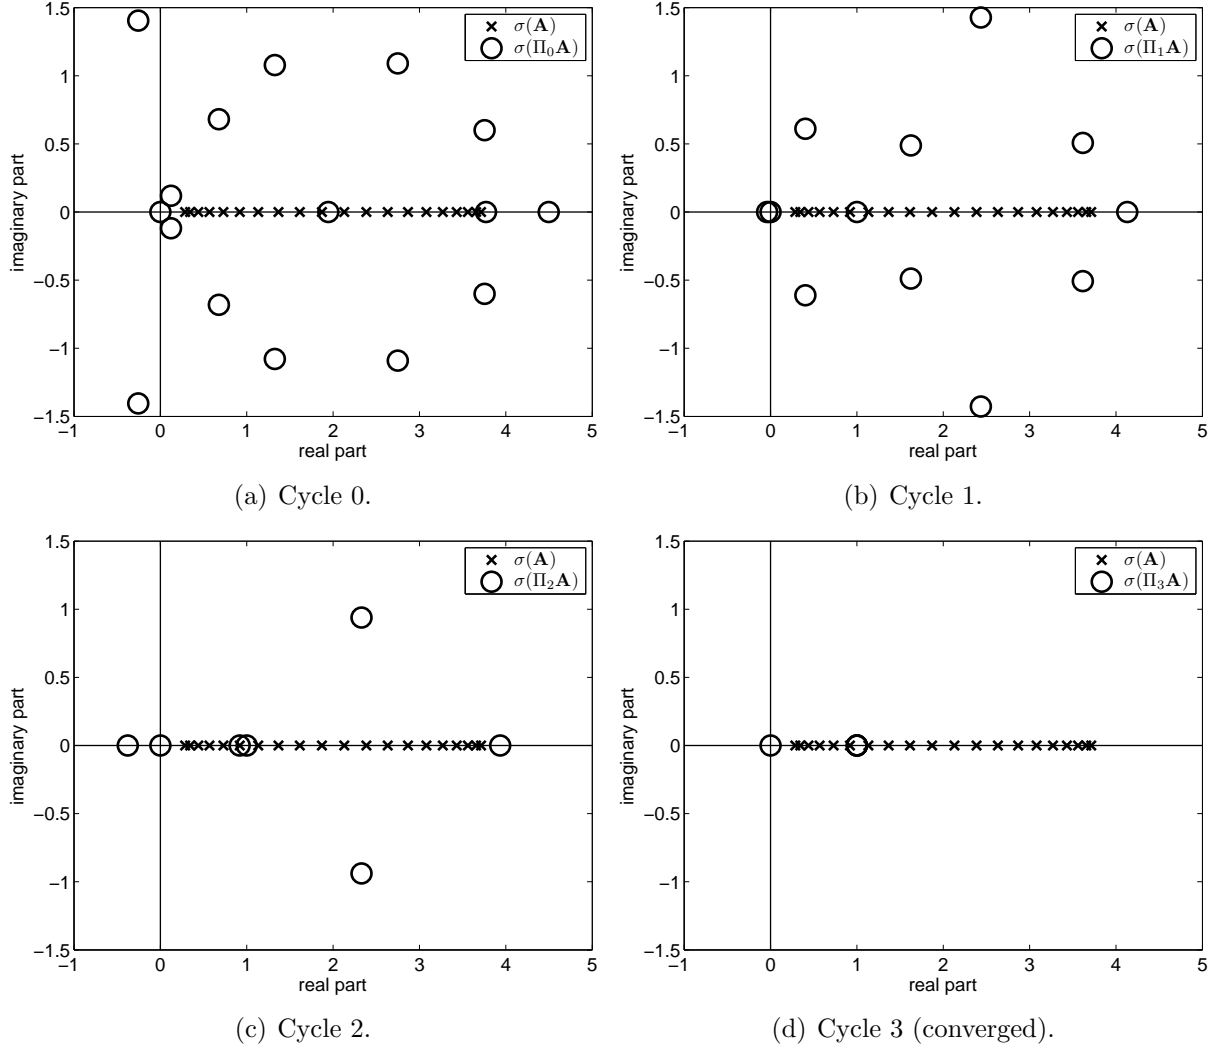 1.5
1
0.5
0
−0.5
−1
−1.5
−1 0 1 2 3 4 5
real part
imaginary part
σ(A)
σ(Π₀A)
(a) Cycle 0.
1.5
1
0.5
0
−0.5
−1
−1.5
−1 0 1 2 3 4 5
real part
imaginary part
σ(A)
σ(Π₁A)
(b) Cycle 1.
1.5
1
0.5
0
−0.5
−1
−1.5
−1 0 1 2 3 4 5
real part
imaginary part
σ(A)
σ(Π₂A)
(c) Cycle 2.
1.5
1
0.5
0
−0.5
−1
−1.5
−1 0 1 2 3 4 5
real part
imaginary part
σ(A)
σ(Π₃A)
(d) Cycle 3 (converged).